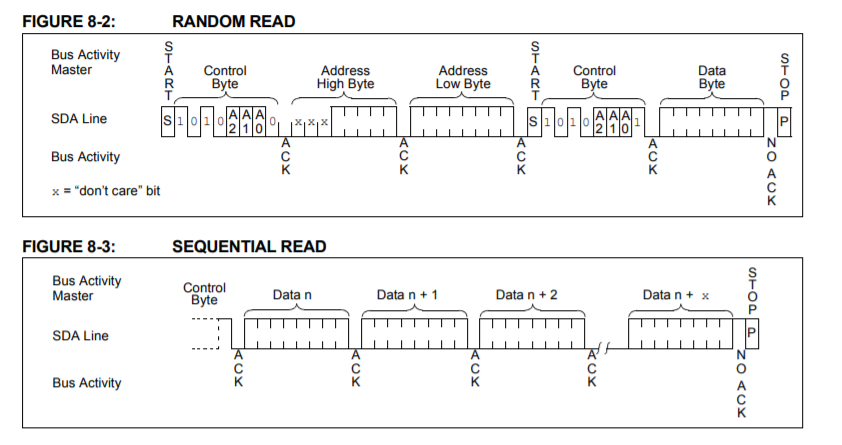 FIGURE 8-2: RANDOM READ
Bus Activity
Master
START
Control
Byte
Address
High Byte
Address
Low Byte
START
Control
Byte
Data
Byte
STOP
SDA Line
S 1 0 1 0 A2 A1 A0 0 x x x
S 1 0 1 0 A2 A1 A0 1
P
Bus Activity
ACK
ACK
ACK
ACK
NO ACK
x = “don’t care” bit
FIGURE 8-3: SEQUENTIAL READ
Bus Activity
Master
Control
Byte
Data n
Data n + 1
Data n + 2
Data n + x
STOP
SDA Line
P
Bus Activity
ACK
ACK
ACK
ACK
NO ACK